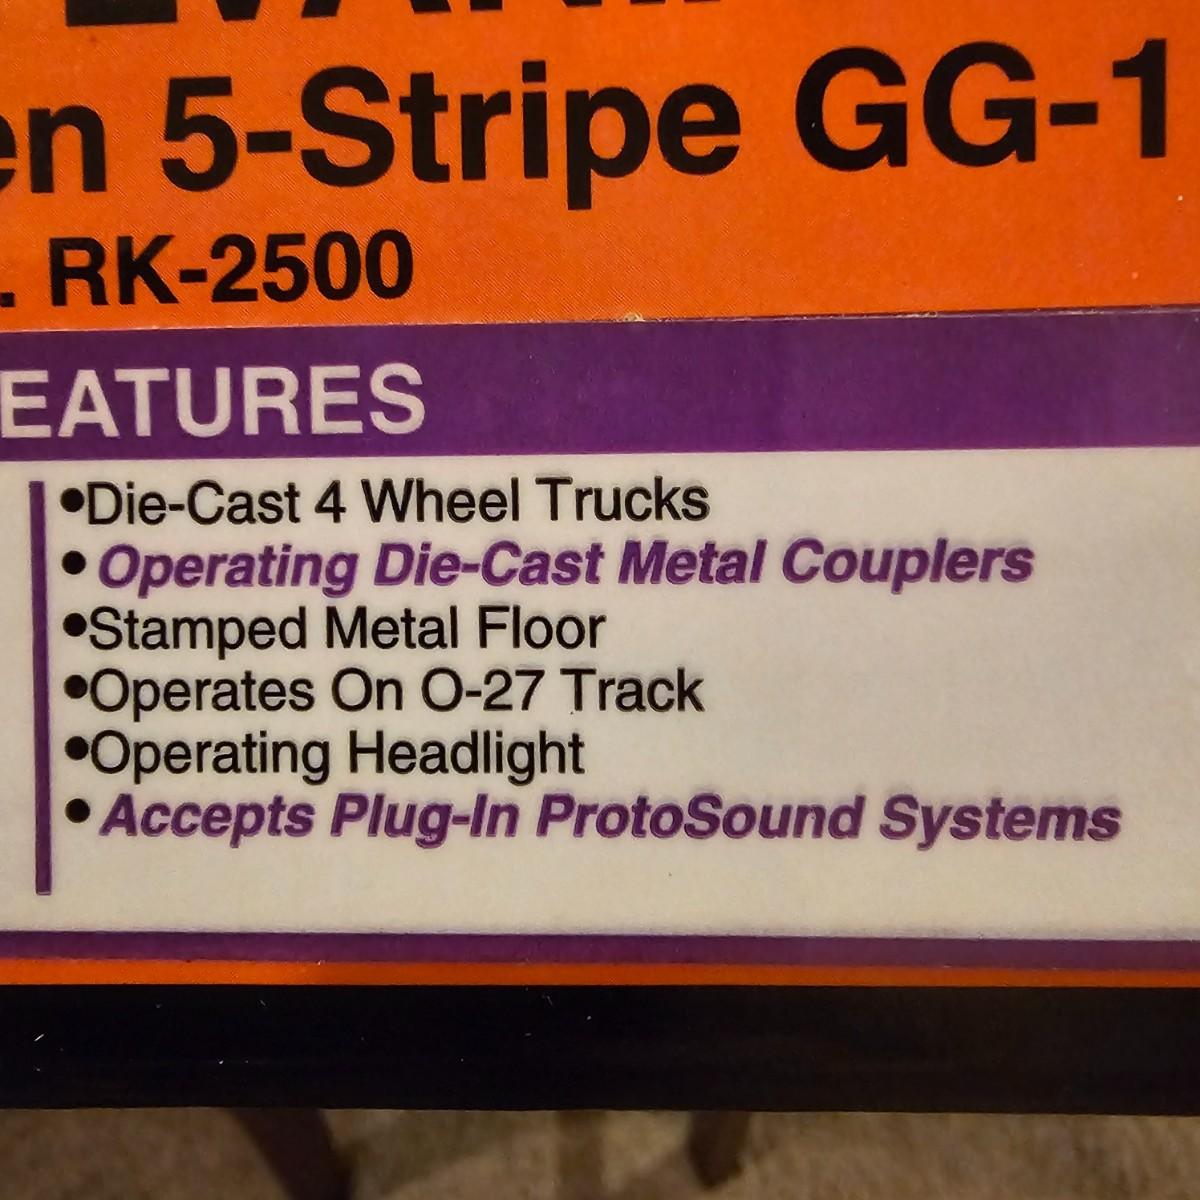 en 5-Stripe GG-1
. RK-2500
EATURES
•Die-Cast 4 Wheel Trucks
• Operating Die-Cast Metal Couplers
•Stamped Metal Floor
•Operates On O-27 Track
•Operating Headlight
• Accepts Plug-In ProtoSound Systems